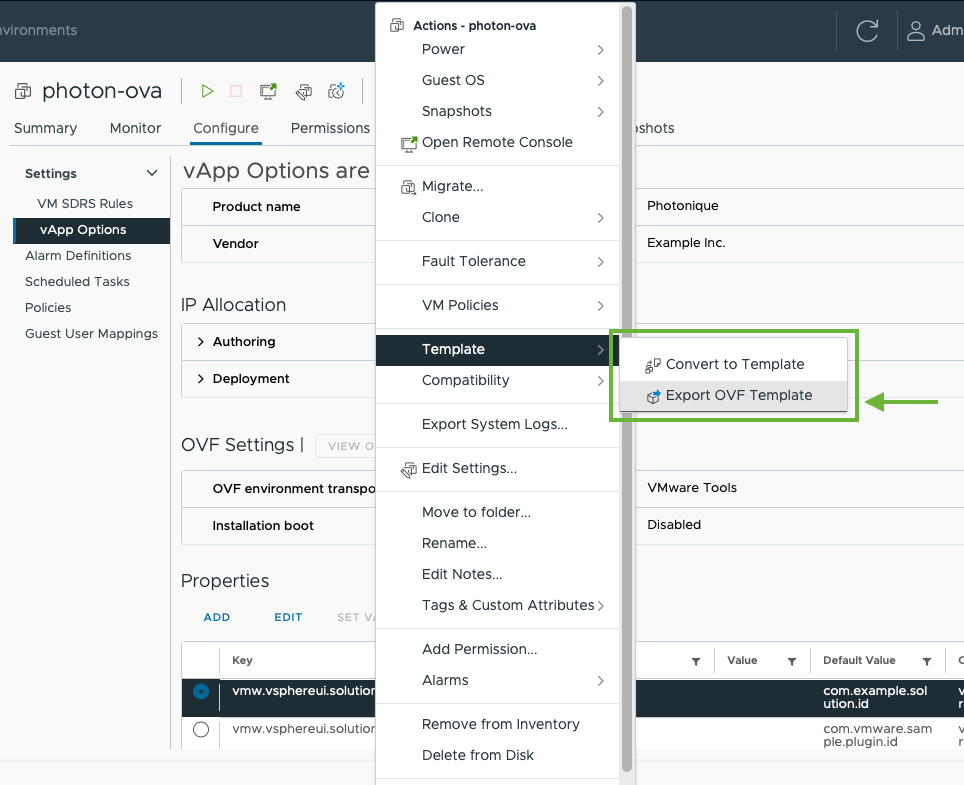 nvironments
Adm
photon-ova
Summary
Monitor
Configure
Permissions
shots
Settings
VM SDRS Rules
vApp Options
Alarm Definitions
Scheduled Tasks
Policies
Guest User Mappings
vApp Options are
Product name
Photonique
Vendor
Example Inc.
IP Allocation
Authoring
Deployment
OVF Settings |
VIEW O
OVF environment transpo
VMware Tools
Installation boot
Disabled
Properties
ADD
EDIT
SET VA
Key
Value
Default Value
vmw.vsphereui.solution
com.example.sol
ution.id
vmw.vsphereui.solution
com.vmware.sam
ple.plugin.id
Actions - photon-ova
Power
Guest OS
Snapshots
Open Remote Console
Migrate...
Clone
Fault Tolerance
VM Policies
Template
Compatibility
Export System Logs...
Edit Settings...
Move to folder...
Rename...
Edit Notes...
Tags & Custom Attributes
Add Permission...
Alarms
Remove from Inventory
Delete from Disk
Convert to Template
Export OVF Template